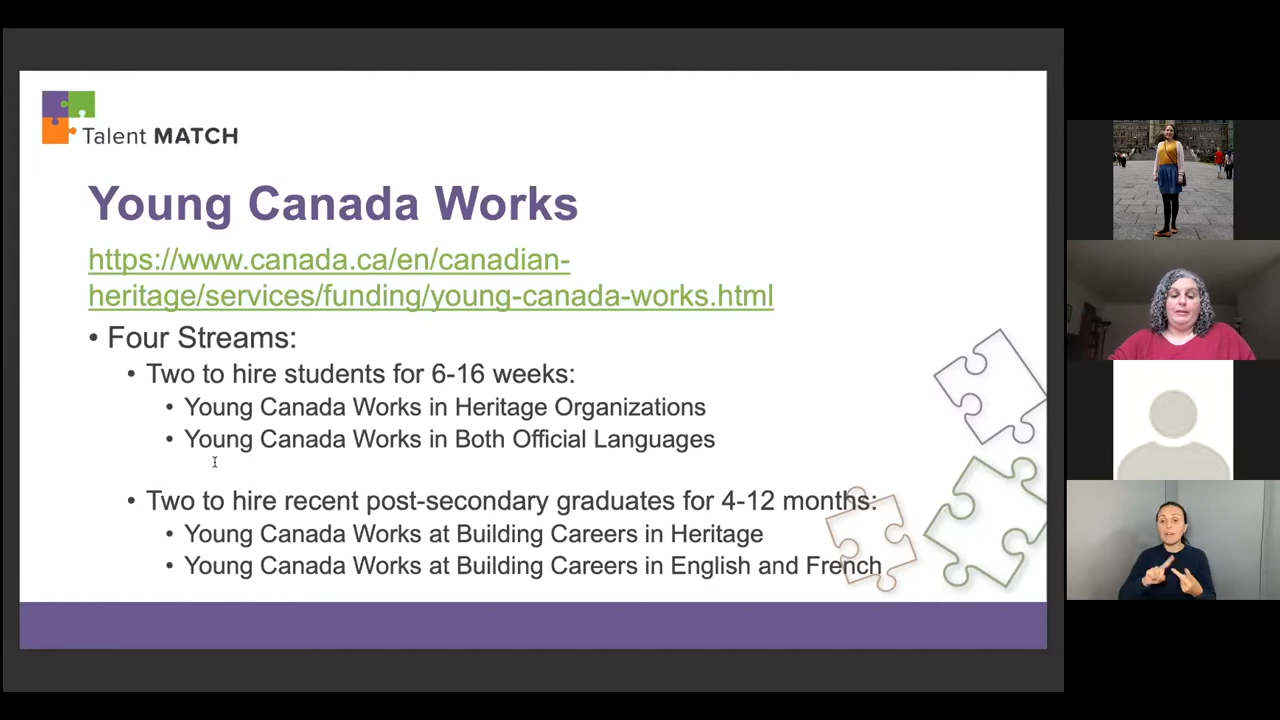 Talent MATCH
Young Canada Works
https://www.canada.ca/en/canadian-
heritage/services/funding/young-canada-works.html
• Four Streams:
• Two to hire students for 6-16 weeks:
• Young Canada Works in Heritage Organizations
• Young Canada Works in Both Official Languages
• Two to hire recent post-secondary graduates for 4-12 months:
• Young Canada Works at Building Careers in Heritage
• Young Canada Works at Building Careers in English and French